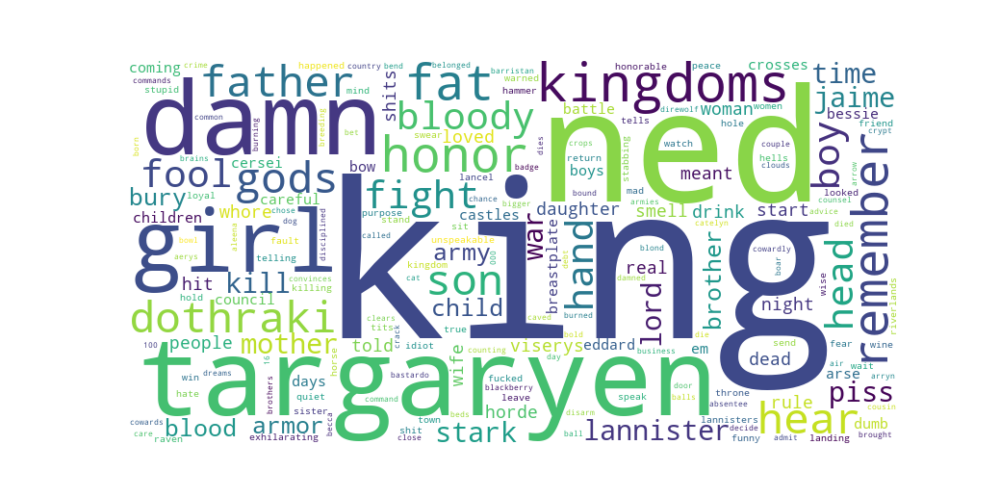 coming
crime
happened
country
bend
belonged
barristan
peace
honorable
crosses
time
commands
stupid
father
shits
fat
warned
kingdoms
jaime
common
mind
hammer
battle
direwolf
woman
women
bessie
damn
burning
breeding
bet
bloody
swear
loved
tells
ned
hole
friend
crypt
boy
born
brains
cersei
honor
dies
badge
stabbing
crops
watch
couple
fool
gods
loyal
careful
bow
lancel
chance
return
boys
hells
clouds
meant
looked
arrow
bury
whore
chose
dog
fight
purpose
bigger
bound
mad
armies
smell
drink
start
counsel
advice
remember
children
bowl
aleena
disciplined
stand
castles
daughter
died
girl
aerys
fault
called
sit
war
breastplate
hand
catelyn
blond
brother
cowardly
head
telling
unspeakable
king
hit
convinces
killing
kingdom
army
000
real
boar
wise
kill
cat
son
debt
damned
lord
night
riverlands
hold
council
child
burned
dothraki
clears
tits
true
caved
bold
die
send
fear
wine
100
people
mother
told
crack
idiot
viserys
eddard
em
dead
air
wait
win
dreams
16
horse
wife
counting
day
business
door
throne
arse
arryn
hate
brothers
days
quiet
bastardo
fucked
blackberry
leave
targaryen
speak
balls
absentee
rule
piss
cousin
sister
command
beds
disarm
cowards
blood
armor
town
horde
lannisters
hear
dumb
care
raven
exhilarating
becca
shit
close
stark
ball
lannister
decide
funny
admit
landing
brought